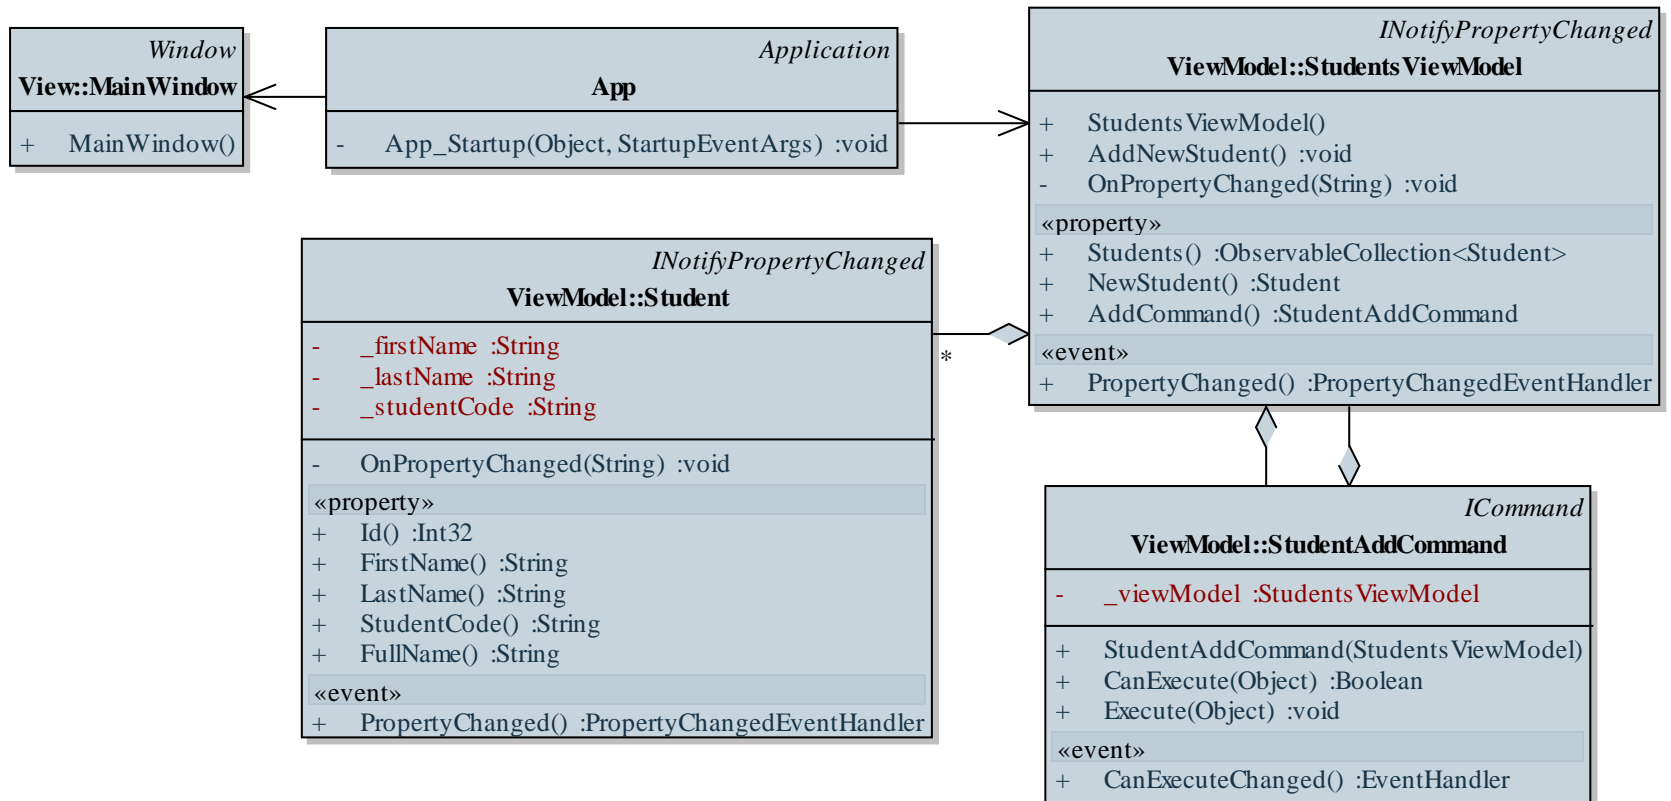 Window
View::MainWindow
+ MainWindow()
Application
App
- App_Startup(Object, StartupEventArgs) :void
INotifyPropertyChanged
ViewModel::StudentsViewModel
+ StudentsViewModel()
+ AddNewStudent() :void
- OnPropertyChanged(String) :void
«property»
+ Students() :ObservableCollection<Student>
+ NewStudent() :Student
+ AddCommand() :StudentAddCommand
«event»
+ PropertyChanged() :PropertyChangedEventHandler
INotifyPropertyChanged
ViewModel::Student
- _firstName :String
- _lastName :String
- _studentCode :String
- OnPropertyChanged(String) :void
«property»
+ Id() :Int32
+ FirstName() :String
+ LastName() :String
+ StudentCode() :String
+ FullName() :String
«event»
+ PropertyChanged() :PropertyChangedEventHandler
*
ICommand
ViewModel::StudentAddCommand
- _viewModel :StudentsViewModel
+ StudentAddCommand(StudentsViewModel)
+ CanExecute(Object) :Boolean
+ Execute(Object) :void
«event»
+ CanExecuteChanged() :EventHandler